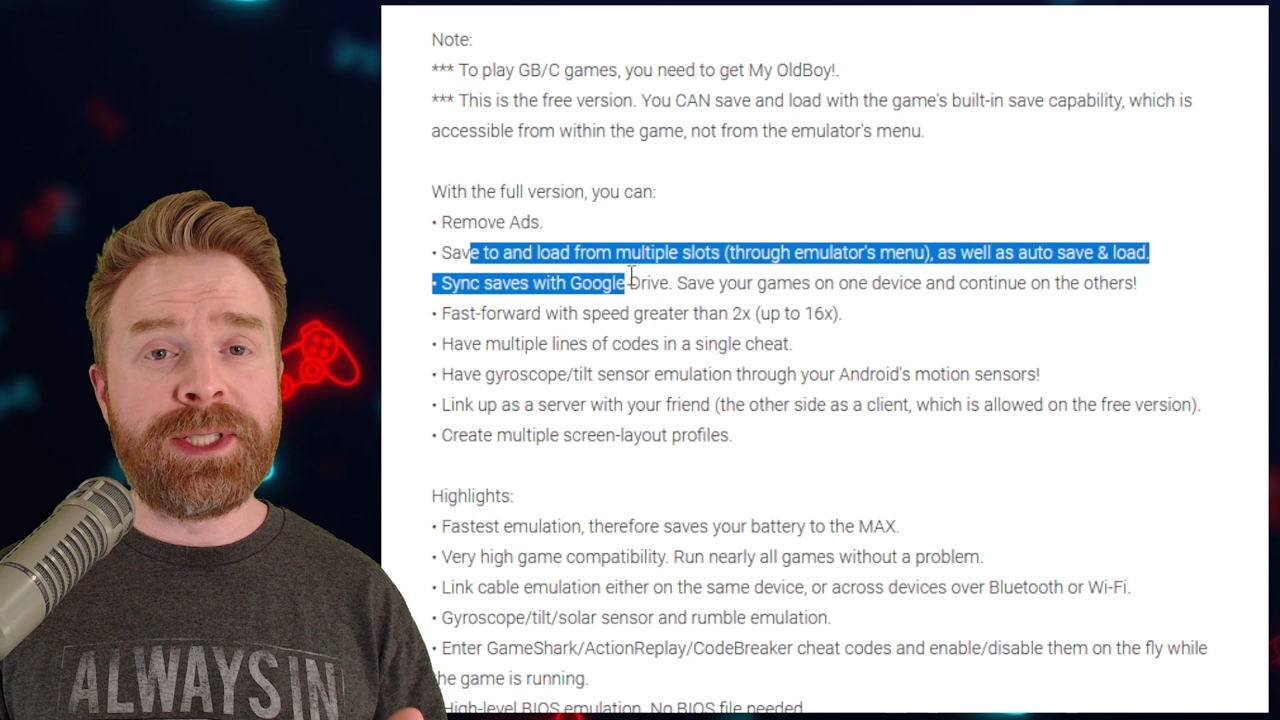 Note:
*** To play GB/C games, you need to get My OldBoy!.
*** This is the free version. You CAN save and load with the game's built-in save capability, which is
accessible from within the game, not from the emulator's menu.
With the full version, you can:
• Remove Ads.
• Save to and load from multiple slots (through emulator's menu), as well as auto save & load.
• Sync saves with Google Drive. Save your games on one device and continue on the others!
• Fast-forward with speed greater than 2x (up to 16x).
• Have multiple lines of codes in a single cheat.
• Have gyroscope/tilt sensor emulation through your Android's motion sensors!
• Link up as a server with your friend (the other side as a client, which is allowed on the free version).
• Create multiple screen-layout profiles.
Highlights:
• Fastest emulation, therefore saves your battery to the MAX.
• Very high game compatibility. Run nearly all games without a problem.
• Link cable emulation either on the same device, or across devices over Bluetooth or Wi-Fi.
• Gyroscope/tilt/solar sensor and rumble emulation.
• Enter GameShark/ActionReplay/CodeBreaker cheat codes and enable/disable them on the fly while
the game is running.
High-level BIOS emulation. No BIOS file needed
ALWAYS IN